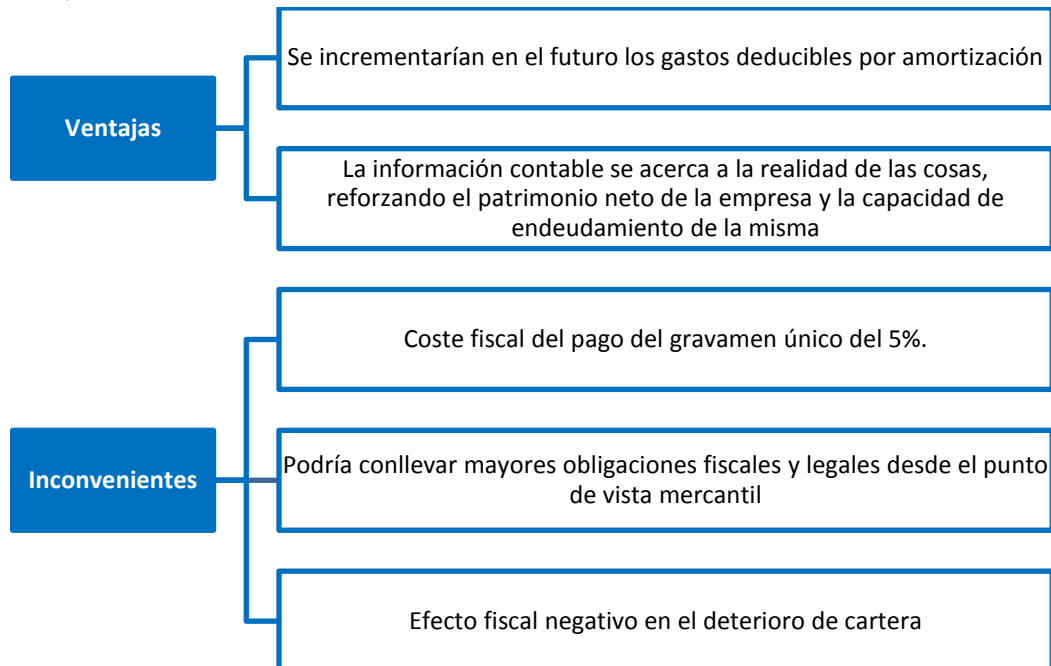 Ventajas
Se incrementarían en el futuro los gastos deducibles por amortización
La información contable se acerca a la realidad de las cosas,
reforzando el patrimonio neto de la empresa y la capacidad de
endeudamiento de la misma
Inconvenientes
Coste fiscal del pago del gravamen único del 5%.
Podría conllevar mayores obligaciones fiscales y legales desde el punto
de vista mercantil
Efecto fiscal negativo en el deterioro de cartera